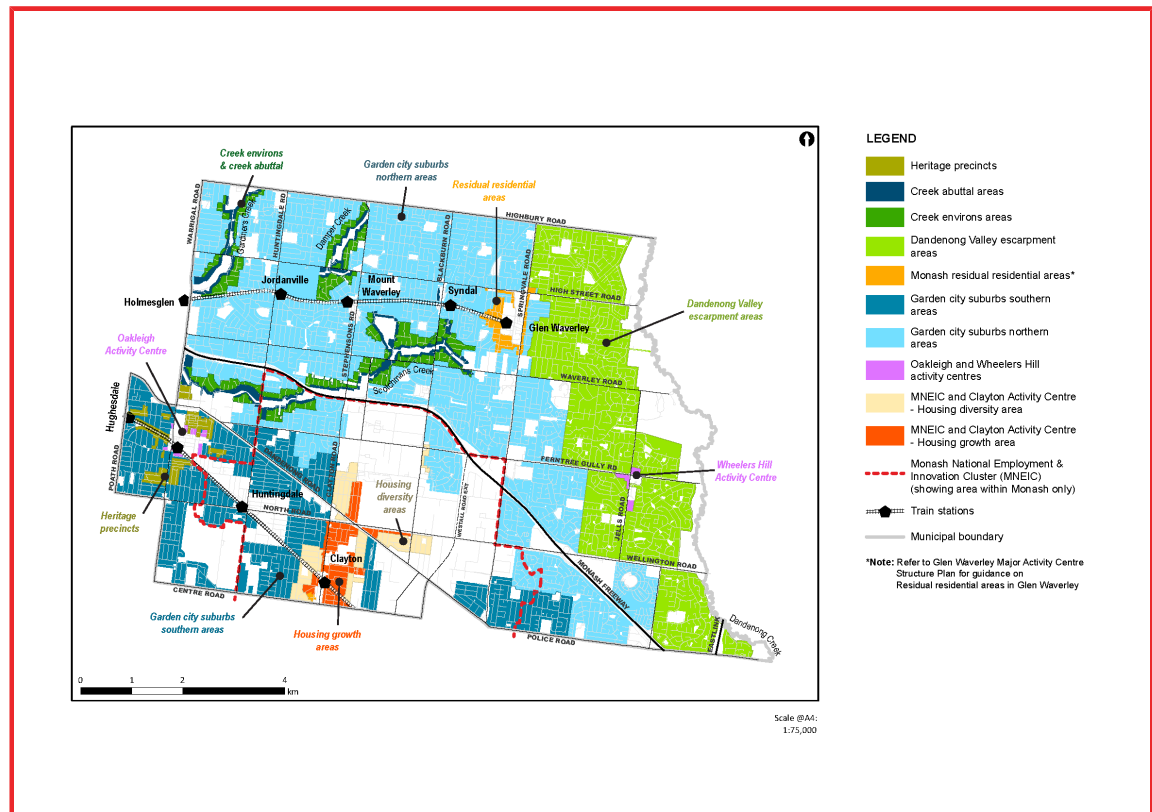 Creek environs
& creek abuttal
Garden city suburbs
northern areas
Residual residential
areas
WARRIGAL ROAD
Gardiners Creek
HUNTINGDALE RD
Damper Creek
BLACKBURN ROAD
HIGHBURY ROAD
SPRINGVALE ROAD
Holmesglen
Jordanville
Mount
Waverley
Syndal
HIGH STREET ROAD
Glen Waverley
Dandenong Valley
escarpment areas
STEPHENSONS RD
Oakleigh
Activity Centre
Scotchmans Creek
WAVERLEY ROAD
Hughesdale
POATH ROAD
FERNTREE GULLY RD
Wheelers Hill
Activity Centre
Huntingdale
NORTH ROAD
Housing
diversity
areas
WESTALL ROAD EXT
JELLS ROAD
Heritage
precincts
Clayton
WELLINGTON ROAD
MONASH FREEWAY
CENTRE ROAD
Garden city suburbs
southern areas
Housing growth
areas
POLICE ROAD
EASTLINK
Dandenong Creek
0 1 2 4
km
Scale @A4:
1:75,000
LEGEND
Heritage precincts
Creek abuttal areas
Creek environs areas
Dandenong Valley escarpment
areas
Monash residual residential areas*
Garden city suburbs southern
areas
Garden city suburbs northern
areas
Oakleigh and Wheelers Hill
activity centres
MNEIC and Clayton Activity Centre
- Housing diversity area
MNEIC and Clayton Activity Centre
- Housing growth area
Monash National Employment &
Innovation Cluster (MNEIC)
(showing area within Monash only)
Train stations
Municipal boundary
*Note: Refer to Glen Waverley Major Activity Centre
Structure Plan for guidance on
Residual residential areas in Glen Waverley